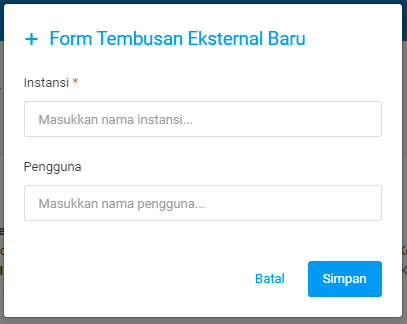 + Form Tembusan Eksternal Baru
Instansi *
Masukkan nama instansi...
Pengguna
Masukkan nama pengguna...
Batal Simpan